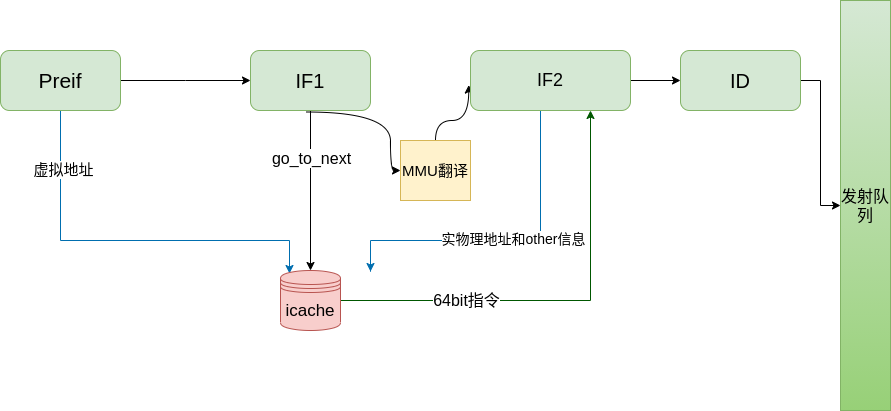 Preif
IF1
IF2
ID
虚拟地址
go_to_next
MMU翻译
发射队
列
实物理地址和other信息
icache
64bit指令